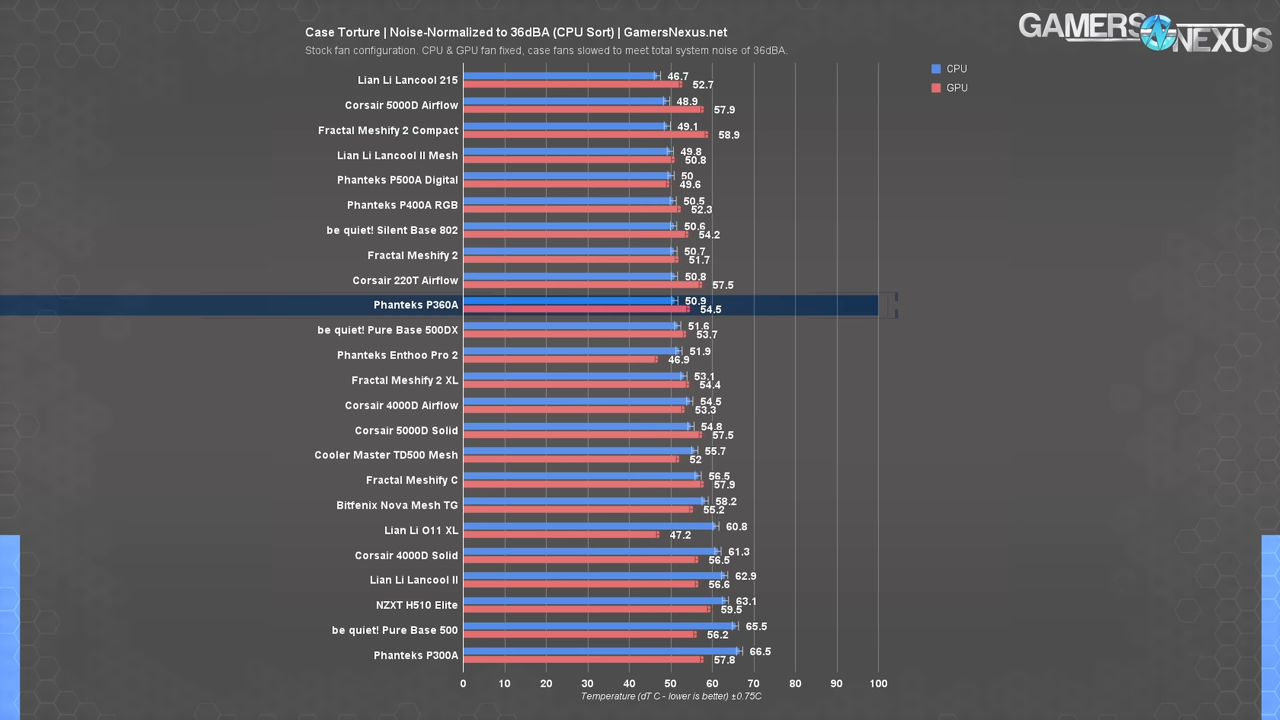 Case Torture | Noise-Normalized to 36dBA (CPU Sort) | GamersNexus.net
Stock fan configuration. CPU & GPU fan fixed, case fans slowed to meet total system noise of 36dBA.
GAMERS NEXUS
CPU
GPU
Lian Li Lancool 215 46.7 52.7
Corsair 5000D Airflow 48.9 57.9
Fractal Meshify 2 Compact 49.1 58.9
Lian Li Lancool II Mesh 49.8 50.8
Phanteks P500A Digital 50 49.6
Phanteks P400A RGB 50.5 52.3
be quiet! Silent Base 802 50.6 54.2
Fractal Meshify 2 50.7 51.7
Corsair 220T Airflow 50.8 57.5
Phanteks P360A 50.9 54.5
be quiet! Pure Base 500DX 51.6 53.7
Phanteks Enthoo Pro 2 51.9 46.9
Fractal Meshify 2 XL 53.1 54.4
Corsair 4000D Airflow 54.5 53.3
Corsair 5000D Solid 54.8 57.5
Cooler Master TD500 Mesh 55.7 52
Fractal Meshify C 56.5 57.9
Bitfenix Nova Mesh TG 58.2 55.2
Lian Li O11 XL 60.8 47.2
Corsair 4000D Solid 61.3 56.5
Lian Li Lancool II 62.9 56.6
NZXT H510 Elite 63.1 59.5
be quiet! Pure Base 500 65.5 56.2
Phanteks P300A 66.5 57.8
0 10 20 30 40 50 60 70 80 90 100
Temperature (dT C - lower is better) ±0.75C